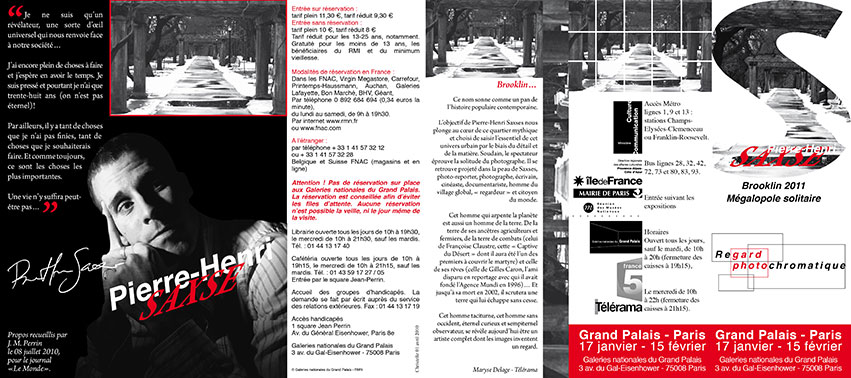 “ Je ne suis qu’un
révélateur, une sorte d’œil
universel qui nous renvoie face
à notre société…
J’ai encore plein de choses à faire
et j’espère en avoir le temps. Je
suis pressé et pourtant je n’ai que
trente-huit ans (on n’est pas
éternel)!
Par ailleurs, il y a tant de choses
que je n’ai pas finies, tant de
choses que je souhaiterais
faire. Et comme toujours,
ce sont les choses les
plus importantes.
Une vie n’y suffira peut-
être pas… ”
Pierre-Henri
SAXSE
Propos recueillis par
J. M. Perrin
le 08 juillet 2010,
pour le journal
«Le Monde».
Entrée sur réservation :
tarif plein 11,30 €, tarif réduit 9,30 €
Entrée sans réservation :
tarif plein 10 €, tarif réduit 8 €
Tarif réduit pour les 13-25 ans, notamment.
Gratuité pour les moins de 13 ans, les
bénéficiaires du RMI et du minimum
vieillesse.
Modalités de réservation en France :
Dans les FNAC, Virgin Megastore, Carrefour,
Printemps-Haussmann, Auchan, Galeries
Lafayette, Bon Marché, BHV, Géant,
Par téléphone 0 892 684 694 (0,34 euros la
minute),
du lundi au samedi, de 9h à 19h30.
Par internet www.rmn.fr
ou www.fnac.com
A l’étranger :
par téléphone + 33 1 41 57 32 12
ou + 33 1 41 57 32 28
Belgique et Suisse FNAC (magasins et en
ligne)
Attention ! Pas de réservation sur place
aux Galeries nationales du Grand Palais.
La réservation est conseillée afin d’éviter
les files d’attente. Aucune réservation
n’est possible la veille, ni le jour même de
la visite.
Librairie ouverte tous les jours de 10h à 19h30,
le mercredi de 10h à 21h30, sauf les mardis.
Tél. : 01 44 13 17 40
Cafétéria ouverte tous les jours de 10h à
19h15, le mercredi de 10h à 21h15, sauf les
mardis. Tél. : 01 43 59 17 27 / 05
Entrée par le square Jean-Perrin.
Accueil des groupes d’handicapés. La
demande se fait par écrit auprès du service
des relations extérieures. Fax : 01 44 13 17 19
Accès handicapés
1 square Jean Perrin
Av. du Général Eisenhower, Paris 8e
Galeries nationales du Grand Palais
3 av. du Gal-Eisenhower - 75008 Paris
Brooklin…
Ce nom sonne comme un pan de
l’histoire populaire contemporaine.
L’objectif de Pierre-Henri Saxses nous
plonge au cœur de ce quartier mythique
et choisi de saisir l’essentiel de cet
univers urbain par le biais du détail et
de la matière. Soudain, le spectateur
éprouve la solitude du photographe. Il se
retrouve projeté dans la peau de Saxses,
photo-reporter, photographe, écrivain,
cinéaste, documentariste, homme du
village global, « regardeur » et citoyen
du monde.
Cet homme qui arpente la planète
est aussi un homme de la terre. De la
terre de ses ancêtres agriculteurs et
fermiers, de la terre de combats (celui
de Françoise Claustre, cette « Captive
du Désert » dont il aura été l’un des
premiers à couvrir le martyre) et celle
de ses rêves (celle de Gilles Caron, l’ami
disparu en reportage avec qui il avait
fondé l’Agence Mundi en 1996)… Et
jusqu’à sa mort en 2002, il scrutera une
terre qui lui échappe sans cesse.
Cet homme taciturne, cet homme sans
occident, éternel curieux et sempiternel
observateur, se révèle aujourd’hui être un
artiste complet dont les images inventent
un regard.
Maryse Delage - Télérama
Culture
Communication
îledeFrance
MAIRIE DE PARIS
france
5
Télérama
Accès Métro
lignes 1, 9 et 13 :
stations Champs-
Elysées-Clemenceau
ou Franklin-Roosevelt.
Bus lignes 28, 32, 42,
72, 73 et 80, 83, 93.
Entrée suivant les
expositions
Horaires
Ouvert tous les jours,
sauf le mardi, de 10h
à 20h (fermeture des
caisses à 19h15).
Le mercredi de 10h
à 22h (fermeture des
caisses à 21h15).
Grand Palais - Paris
17 janvier - 15 février
Galeries nationales du Grand Palais
3 av. du Gal-Eisenhower - 75008 Paris
S
Pierre-Henri
SAXSE
Brooklin 2011
Mégalopole solitaire
Regard
photochromatique
Grand Palais - Paris
17 janvier - 15 février
Galeries nationales du Grand Palais
3 av. du Gal-Eisenhower - 75008 Paris